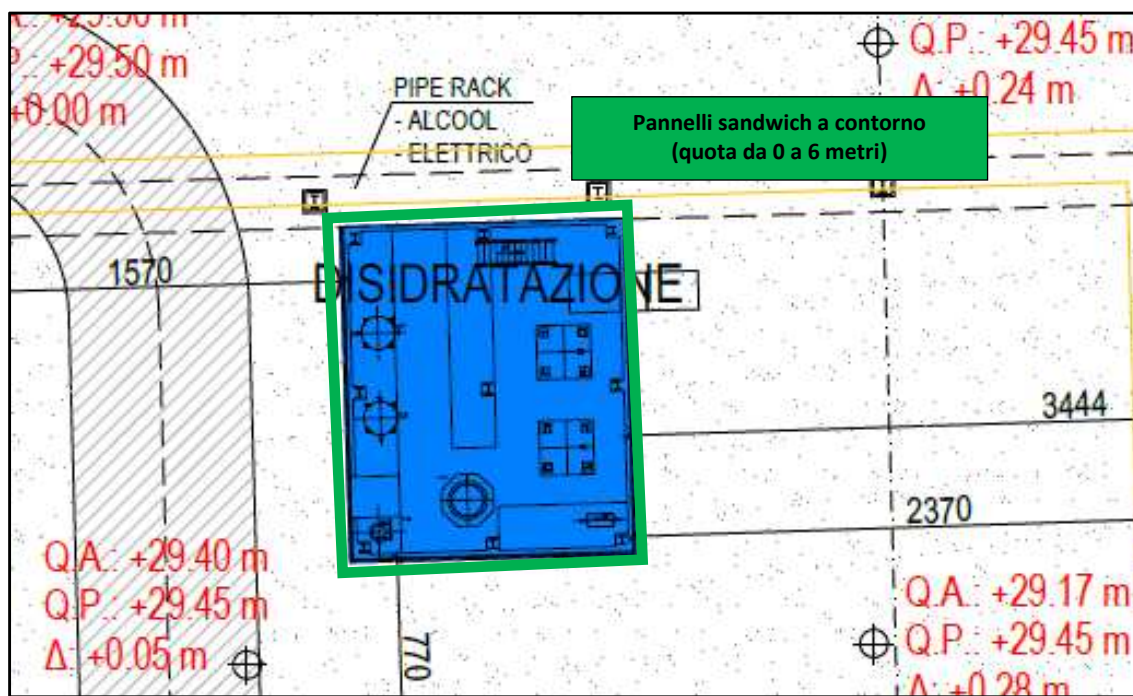 P.: +29.50 m
+0.00 m
PIPE RACK
- ALCOOL
- ELETTRICO
Q.P.: +29.45 m
Δ: +0.24 m
Pannelli sandwich a contorno
(quota da 0 a 6 metri)
1570
DISIDRATAZIONE
3444
2370
Q.A.: +29.40 m
Q.P.: +29.45 m
Δ: +0.05 m
770
Q.A.: +29.17 m
Q.P.: +29.45 m
Δ: +0.28 m